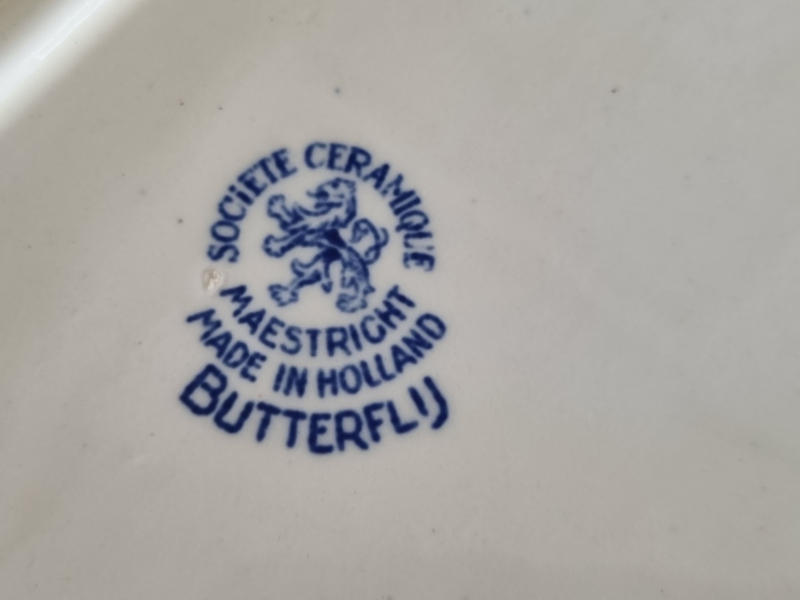 SOCIETE CERAMIQUE
MAESTRICHT
MADE IN HOLLAND
BUTTERFLIJ